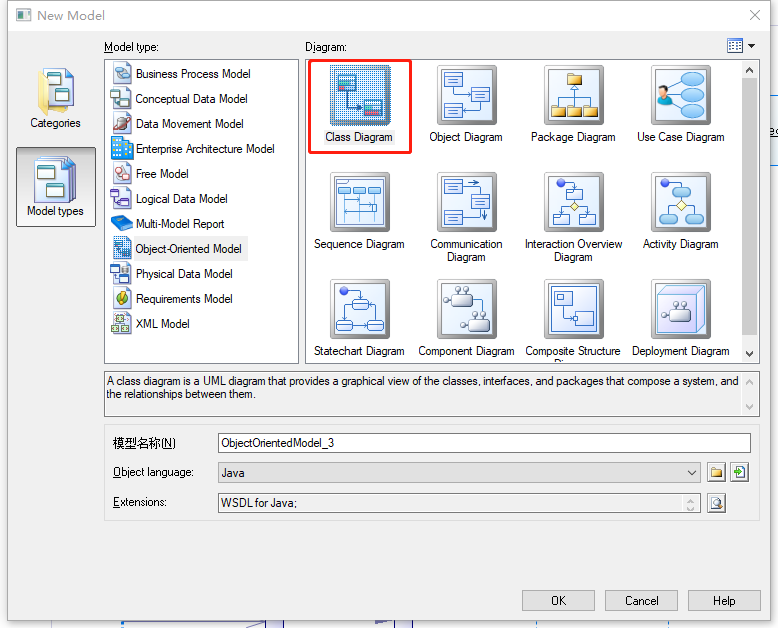 New Model
Model type:
Diagram:
Categories
Model types
Business Process Model
Conceptual Data Model
Data Movement Model
Enterprise Architecture Model
Free Model
Logical Data Model
Multi-Model Report
Object-Oriented Model
Physical Data Model
Requirements Model
XML Model
Class Diagram
Object Diagram
Package Diagram
Use Case Diagram
Sequence Diagram
Communication
Diagram
Interaction Overview
Diagram
Activity Diagram
Statechart Diagram
Component Diagram
Composite Structure
Deployment Diagram
A class diagram is a UML diagram that provides a graphical view of the classes, interfaces, and packages that compose a system, and
the relationships between them.
模型名称(N)
ObjectOrientedModel_3
Object language:
Java
Extensions:
WSDL for Java;
OK
Cancel
Help